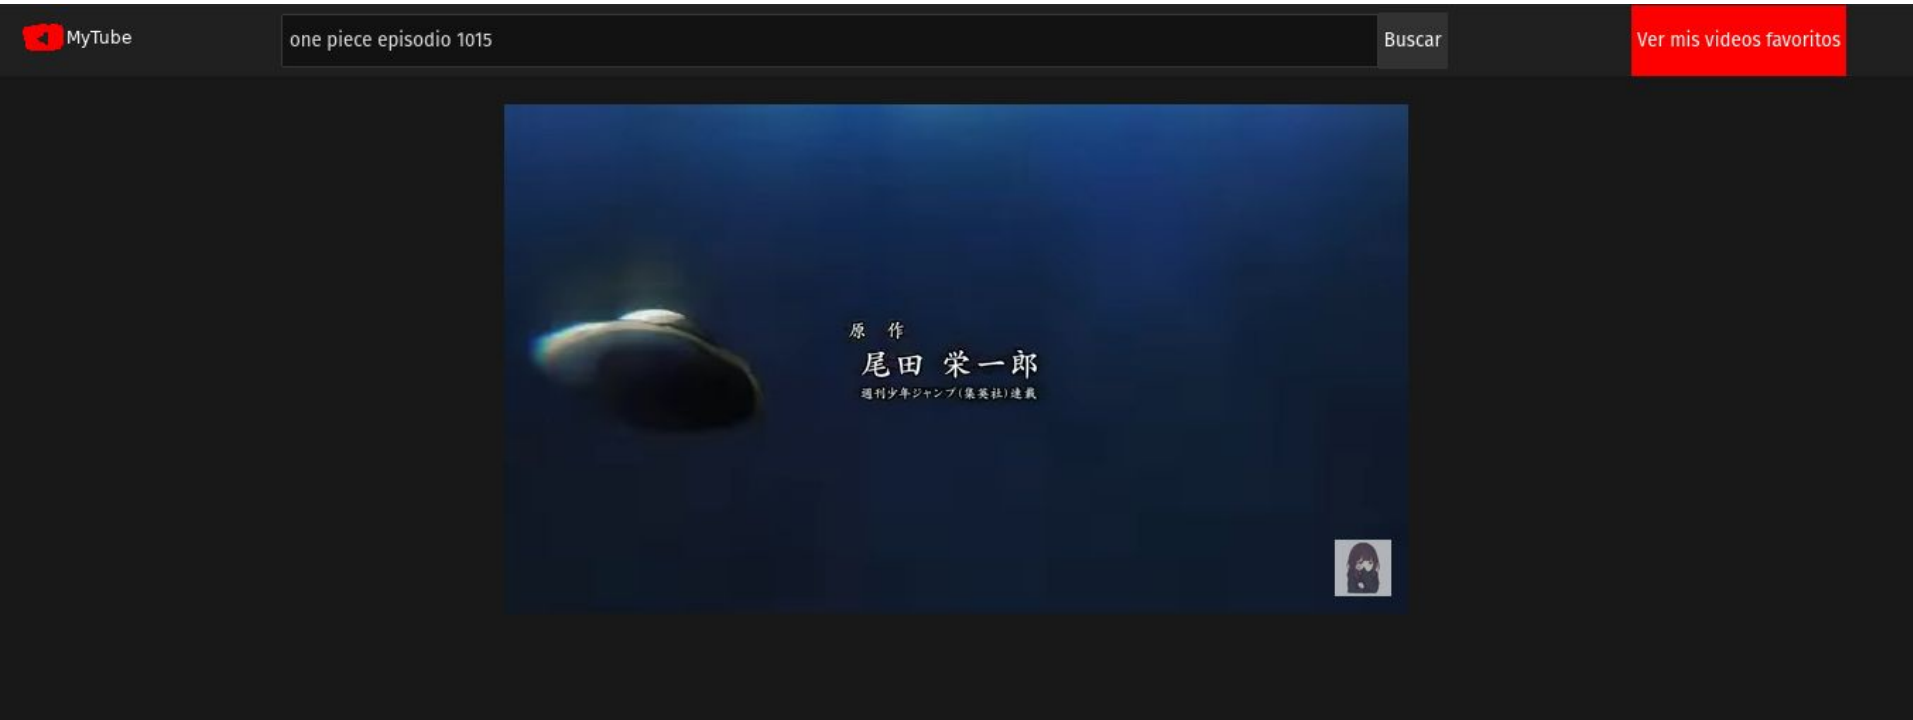 MyTube
one piece episodio 1015
Buscar
Ver mis videos favoritos
原 作
尾田 栄一郎
週刊少年ジャンプ(集英社)連載